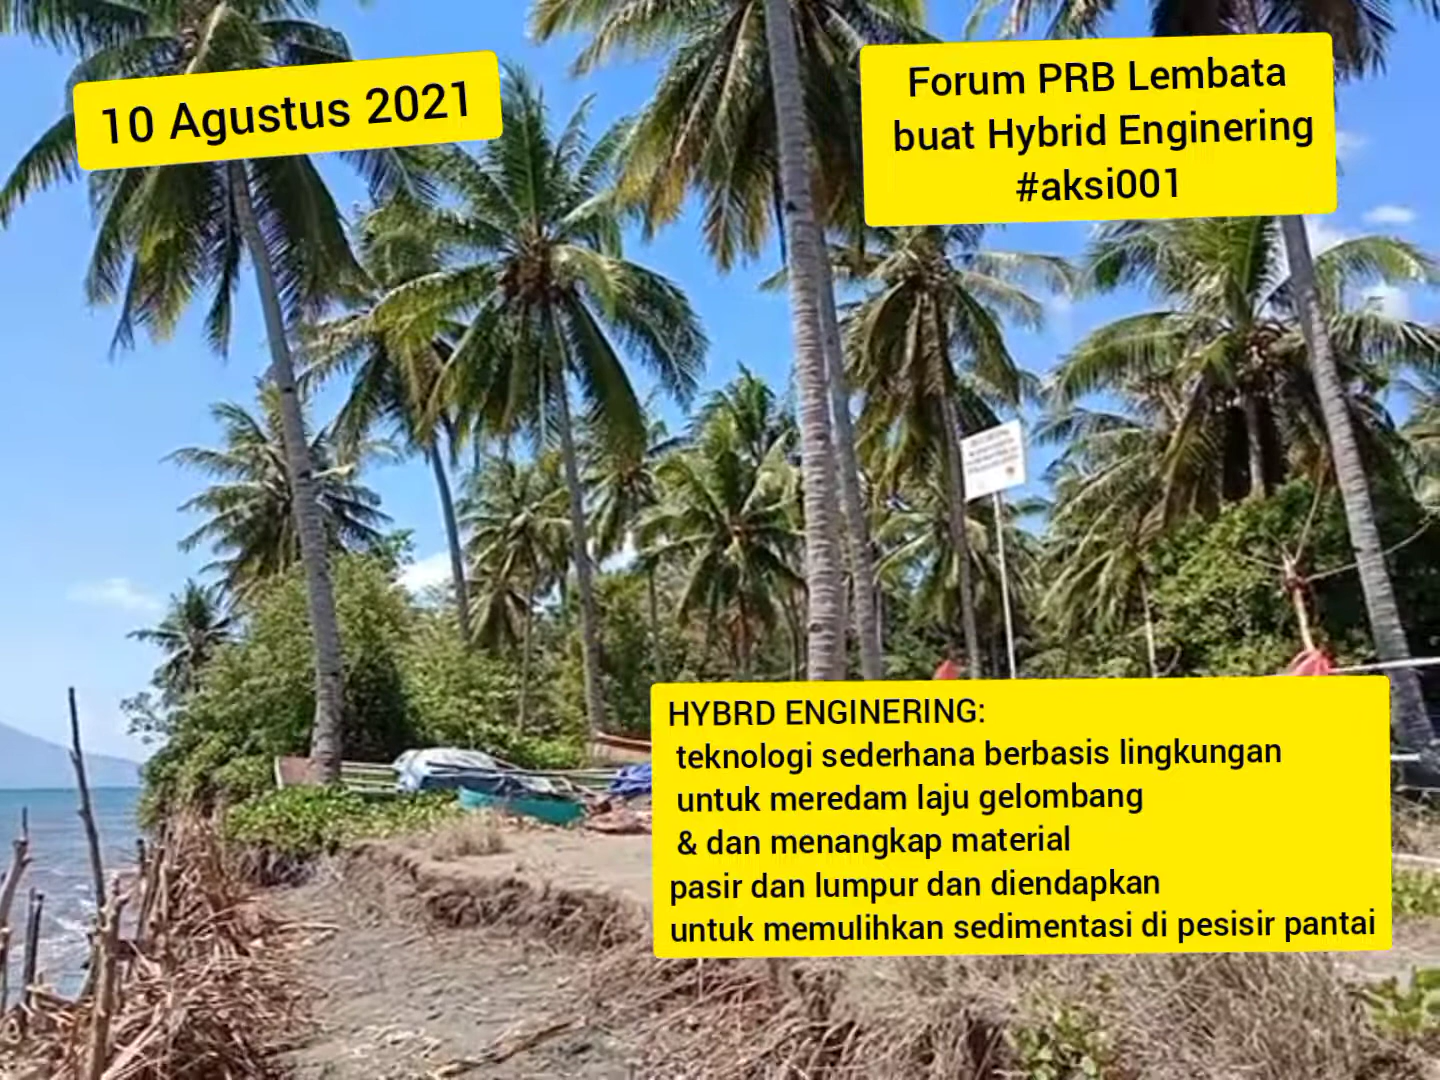 10 Agustus 2021
Forum PRB Lembata
buat Hybrid Enginering
#aksi001
HYBRD ENGINERING:
teknologi sederhana berbasis lingkungan
untuk meredam laju gelombang
& dan menangkap material
pasir dan lumpur dan diendapkan
untuk memulihkan sedimentasi di pesisir pantai